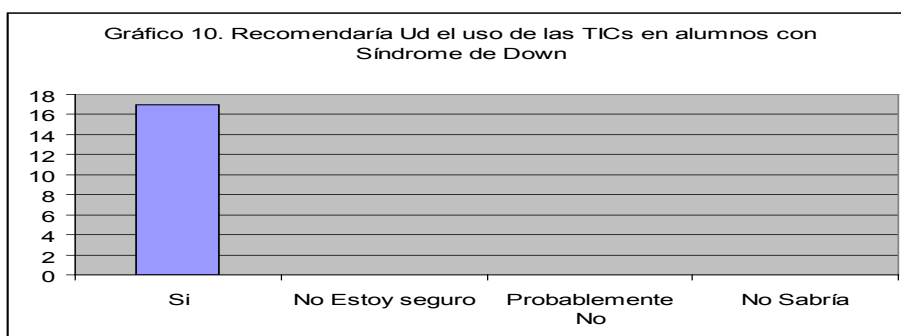 Gráfico 10. Recomendaría Ud el uso de las TICs en alumnos con
Síndrome de Down
18
16
14
12
10
8
6
4
2
0
Si No Estoy seguro Probablemente No Sabría
No